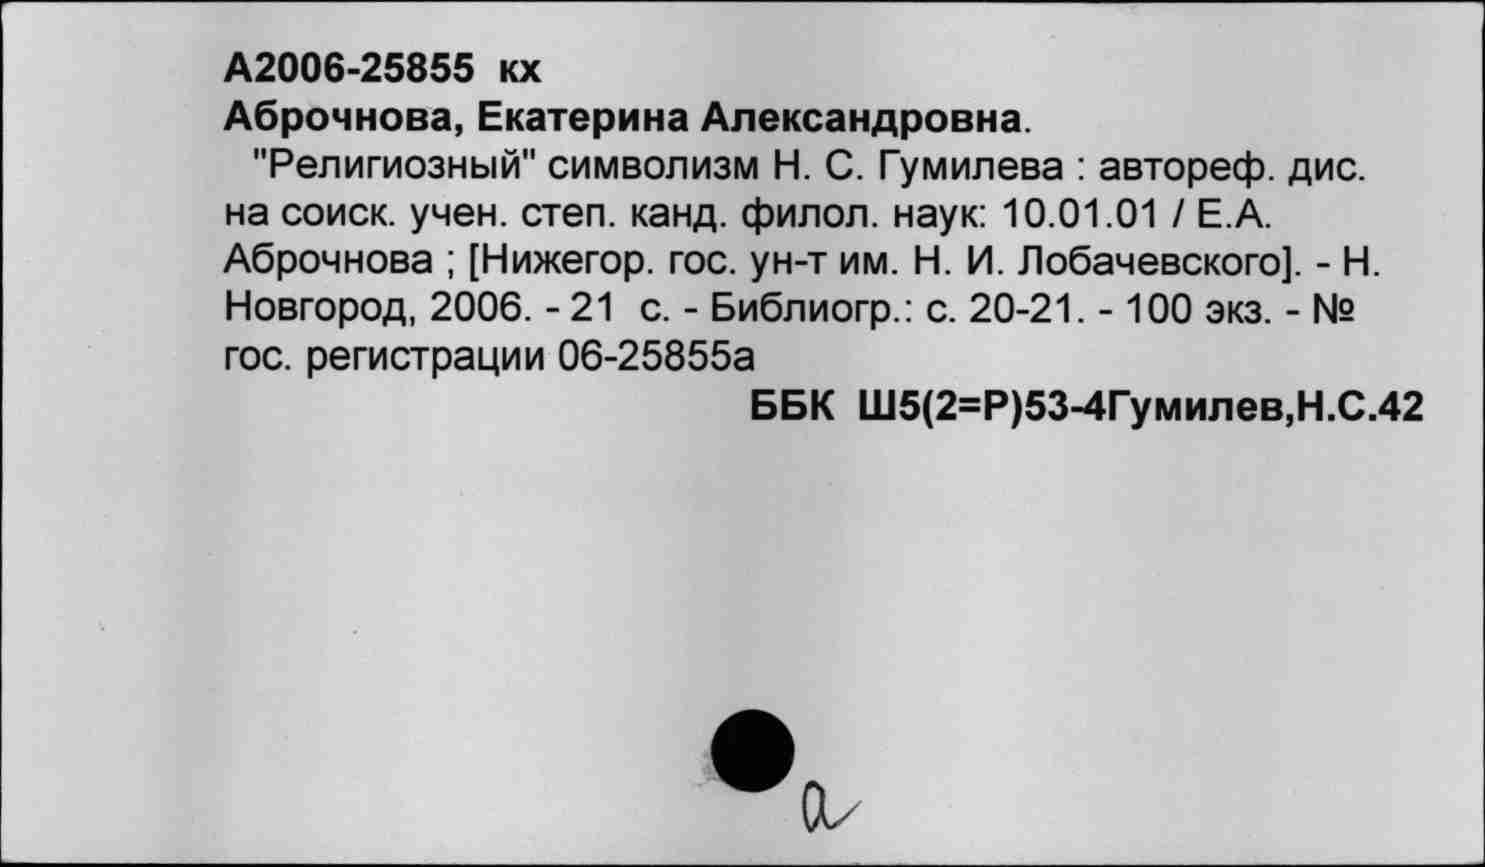 А2006-25855 кх
Аброчнова, Екатерина Александровна.
"Религиозный" символизм Н. С. Гумилева : автореф. дис.
на соиск. учен. степ. канд. филол. наук: 10.01.01 / Е.А.
Аброчнова ; [Нижегор. гос. ун-т им. Н. И. Лобачевского]. - Н.
Новгород, 2006. - 21 с. - Библиогр.: с. 20-21. - 100 экз. - №
гос. регистрации 06-25855а
ББК Ш5(2=Р)53-4Гумилев,Н.С.42
а